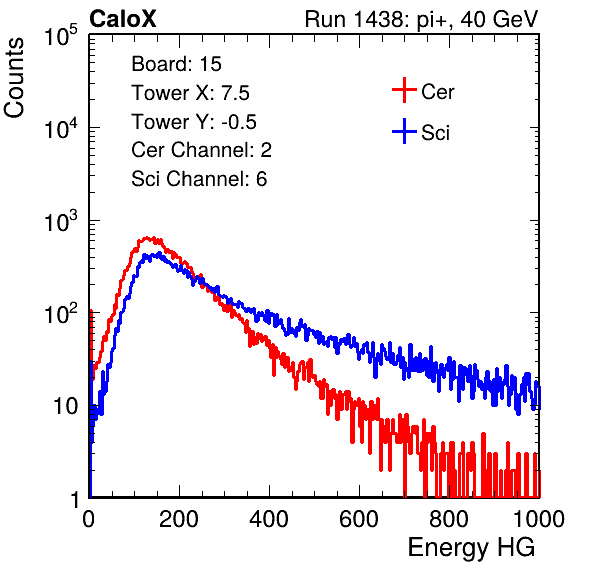 CaloX Run 1438: pi+, 40 GeV
Counts
Board: 15
Tower X: 7.5
Tower Y: -0.5
Cer Channel: 2
Sci Channel: 6
Cer
Sci
10^5
10^4
10^3
10^2
10
1
0 200 400 600 800 1000
Energy HG